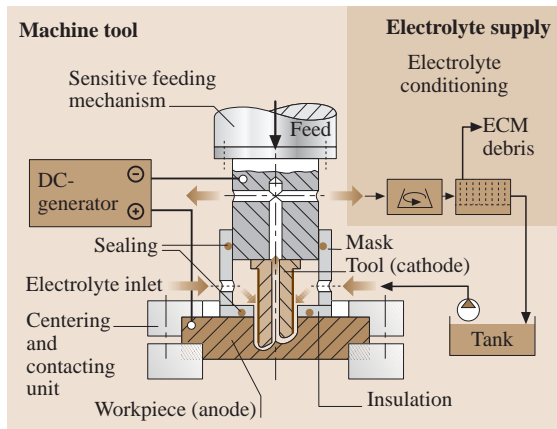 Machine tool
Electrolyte supply
Sensitive feeding
mechanism
Electrolyte
conditioning
Feed
ECM
debris
DC-
generator
Sealing
Mask
Tool (cathode)
Electrolyte inlet
Centering
and
contacting
unit
Tank
Workpiece (anode)
Insulation